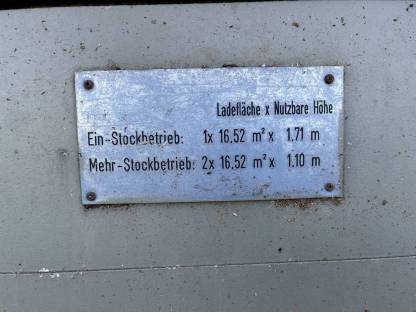 Ladefläche x Nutzbare Höhe
Ein-Stockbetrieb: 1x 16,52 m² x 1,71 m
Mehr-Stockbetrieb: 2x 16,52 m² x 1,10 m